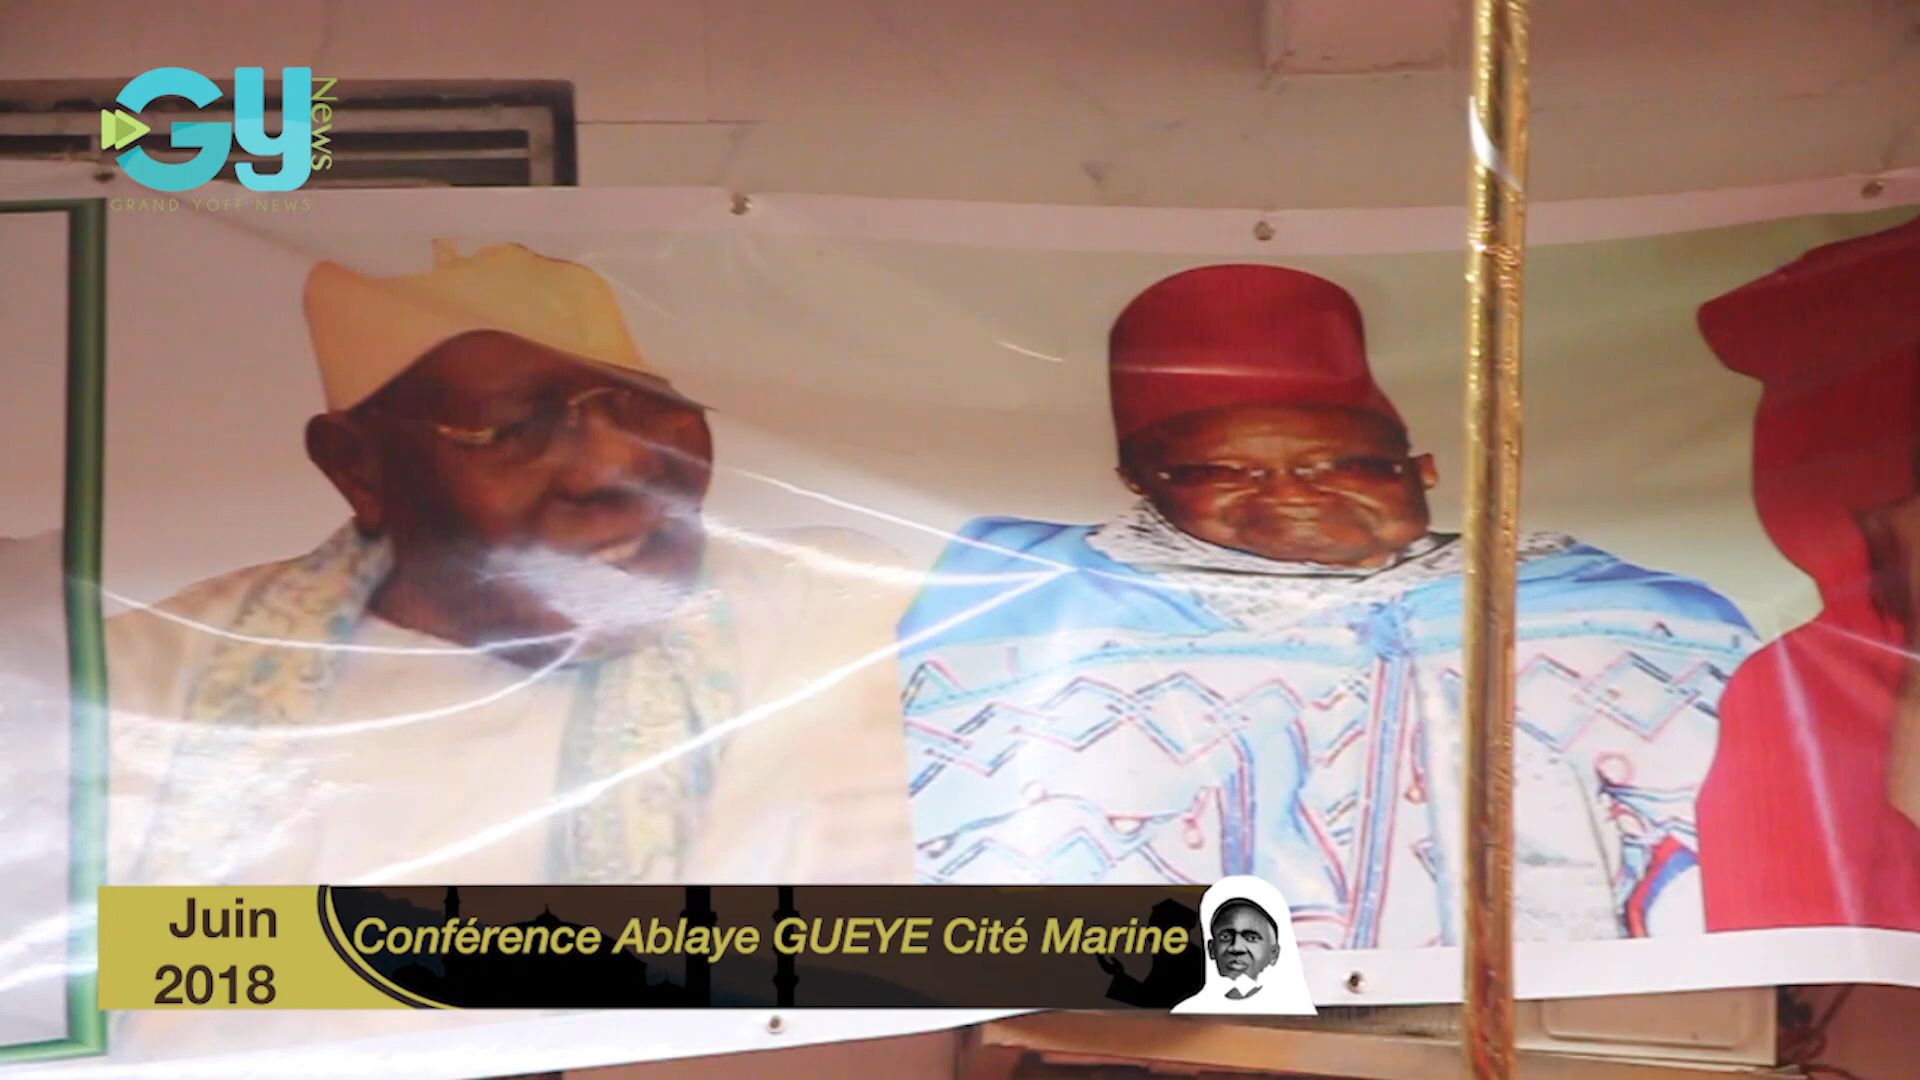 GY
News
GRAND YOFF NEWS
Juin
2018
Conférence Ablaye GUEYE Cité Marine